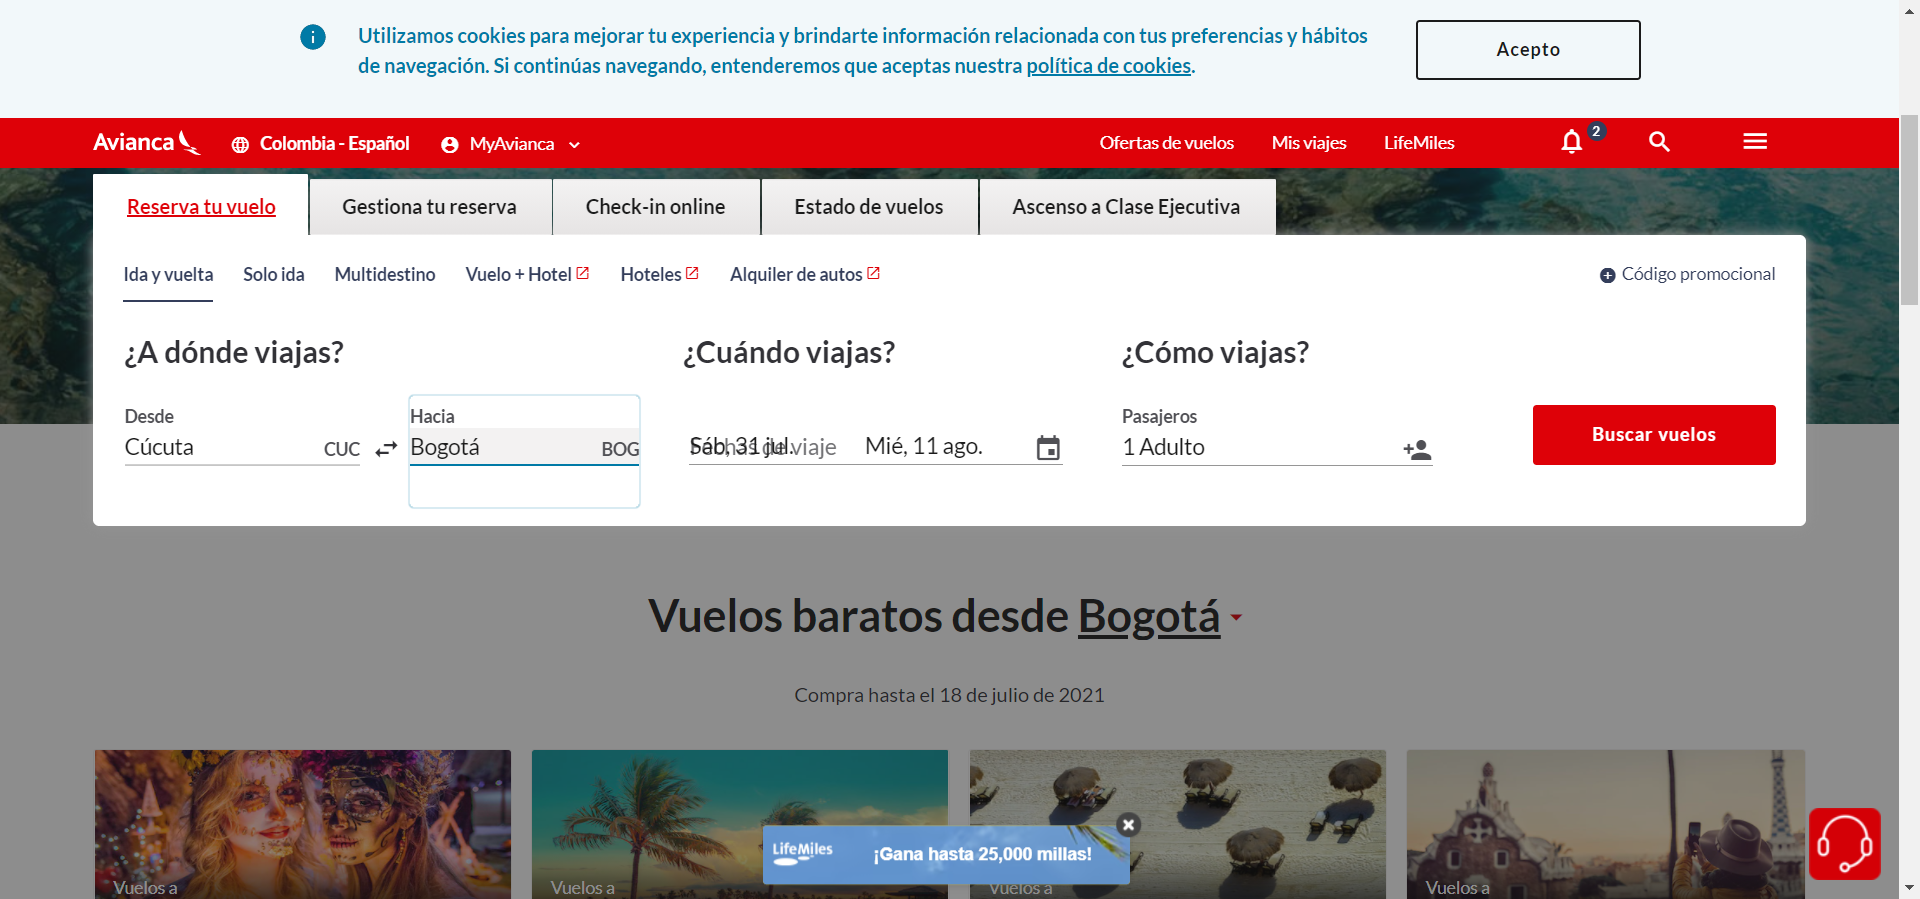 Utilizamos cookies para mejorar tu experiencia y brindarte información relacionada con tus preferencias y hábitos
de navegación. Si continúas navegando, entenderemos que aceptas nuestra política de cookies.
Acepto
Avianca
Colombia - Español
MyAvianca
Ofertas de vuelos
Mis viajes
LifeMiles
2
Reserva tu vuelo
Gestiona tu reserva
Check-in online
Estado de vuelos
Ascenso a Clase Ejecutiva
Ida y vuelta
Solo ida
Multidestino
Vuelo + Hotel
Hoteles
Alquiler de autos
Código promocional
¿A dónde viajas?
¿Cuándo viajas?
¿Cómo viajas?
Desde
Cúcuta CUC
Hacia
Bogotá BOG
Fechas de viaje
Sáb, 31 jul.
Mié, 11 ago.
Pasajeros
1 Adulto
Buscar vuelos
Vuelos baratos desde Bogotá
Compra hasta el 18 de julio de 2021
LifeMiles
¡Gana hasta 25,000 millas!
Vuelos a
Vuelos a
Vuelos a
Vuelos a